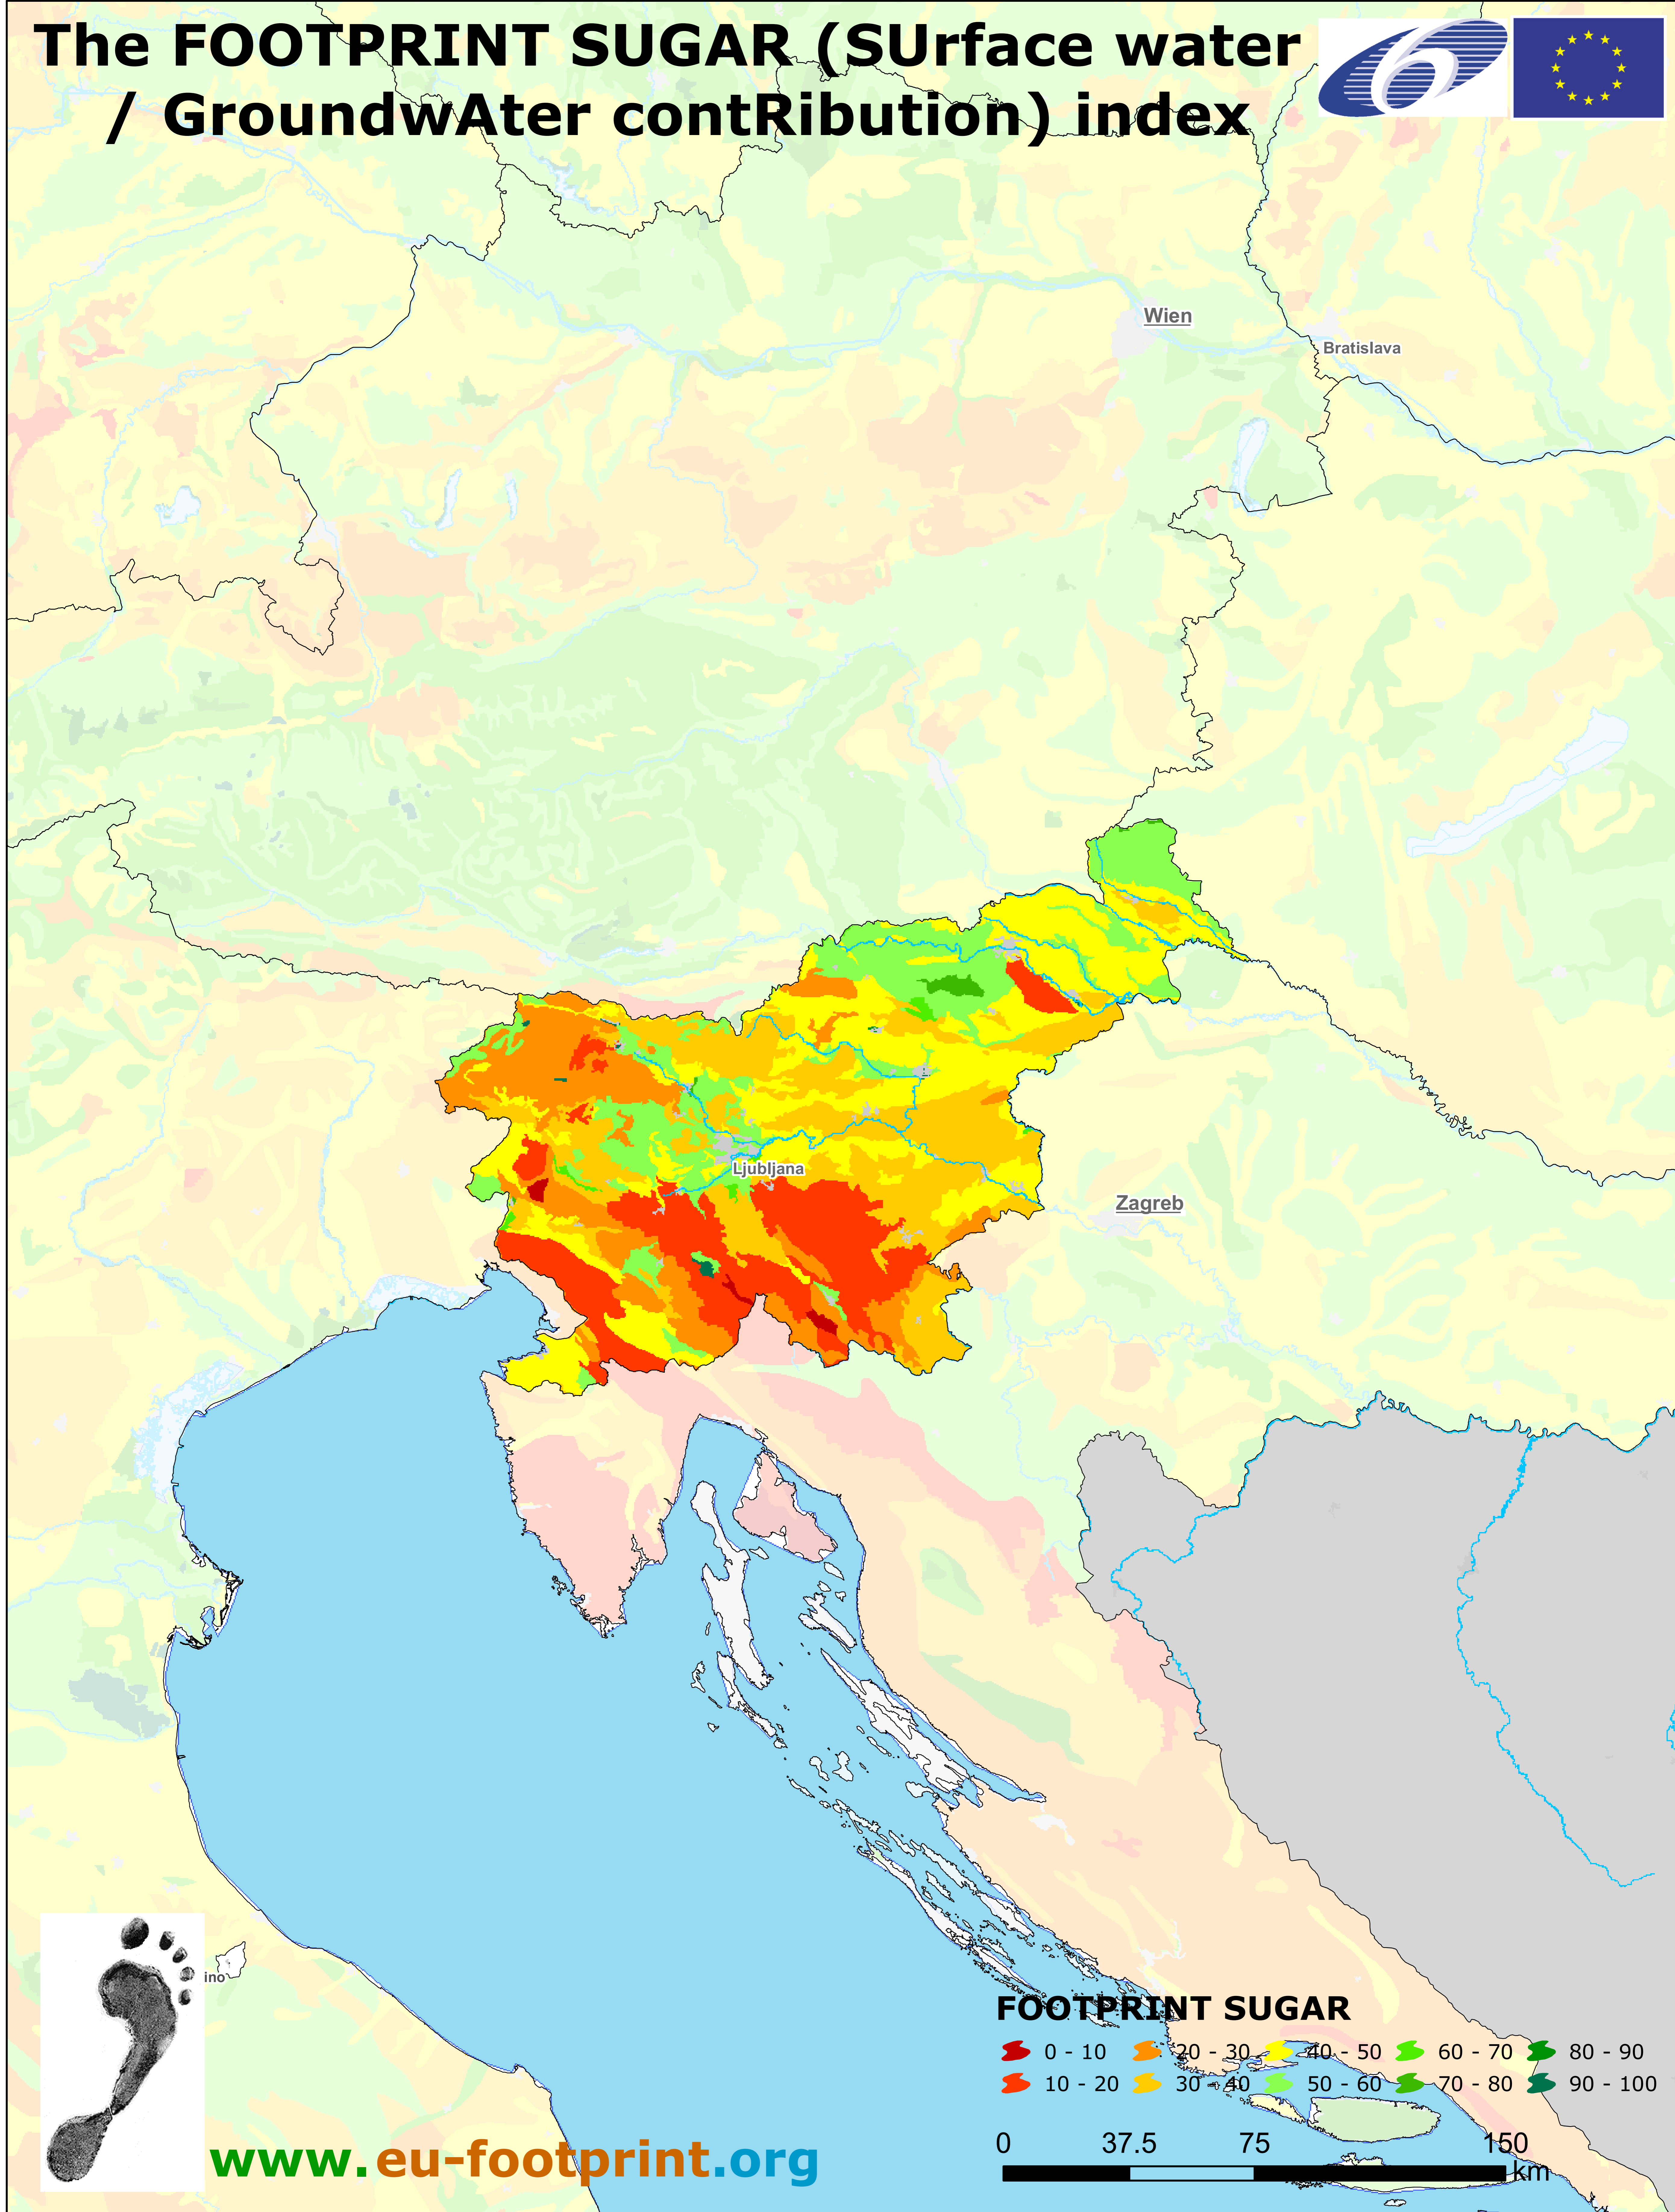 The FOOTPRINT SUGAR (SUrface water
/ GroundwAter contRibution) index
Wien
Bratislava
Ljubljana
Zagreb
ino
FOOTPRINT SUGAR
0 - 10 20 - 30 40 - 50 60 - 70 80 - 90
10 - 20 30 - 40 50 - 60 70 - 80 90 - 100
0 37.5 75 150
km
www.eu-footprint.org